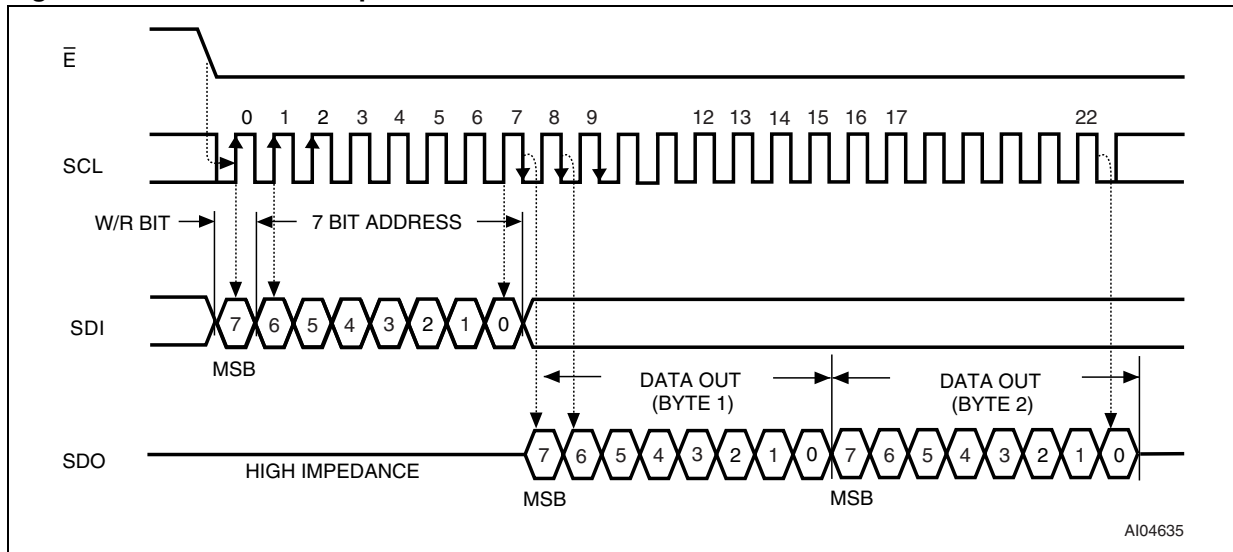 E̅
0 1 2 3 4 5 6 7 8 9 12 13 14 15 16 17 22
SCL
W/R BIT 7 BIT ADDRESS
SDI 7 6 5 4 3 2 1 0
MSB
DATA OUT DATA OUT
(BYTE 1) (BYTE 2)
SDO HIGH IMPEDANCE 7 6 5 4 3 2 1 0 7 6 5 4 3 2 1 0
MSB MSB
AI04635